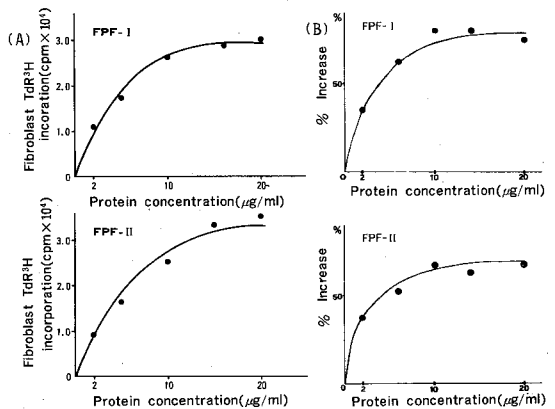 (A)
FPF-I
Fibroblast TdR³H
incoration(cpm×10⁴)
3.0
2.0
1.0
2
10
20
Protein concentration(μg/ml)
(B)
FPF-I
% Increase
50
0
2
10
20
Protein concentration(μg/ml)
FPF-II
Fibroblast TdR³H
incorporation(cpm×10⁴)
3.0
2.0
1.0
2
10
20
Protein concentration(μg/ml)
FPF-II
% Increase
50
0
0
2
10
20
Protein concentration(μg/ml)